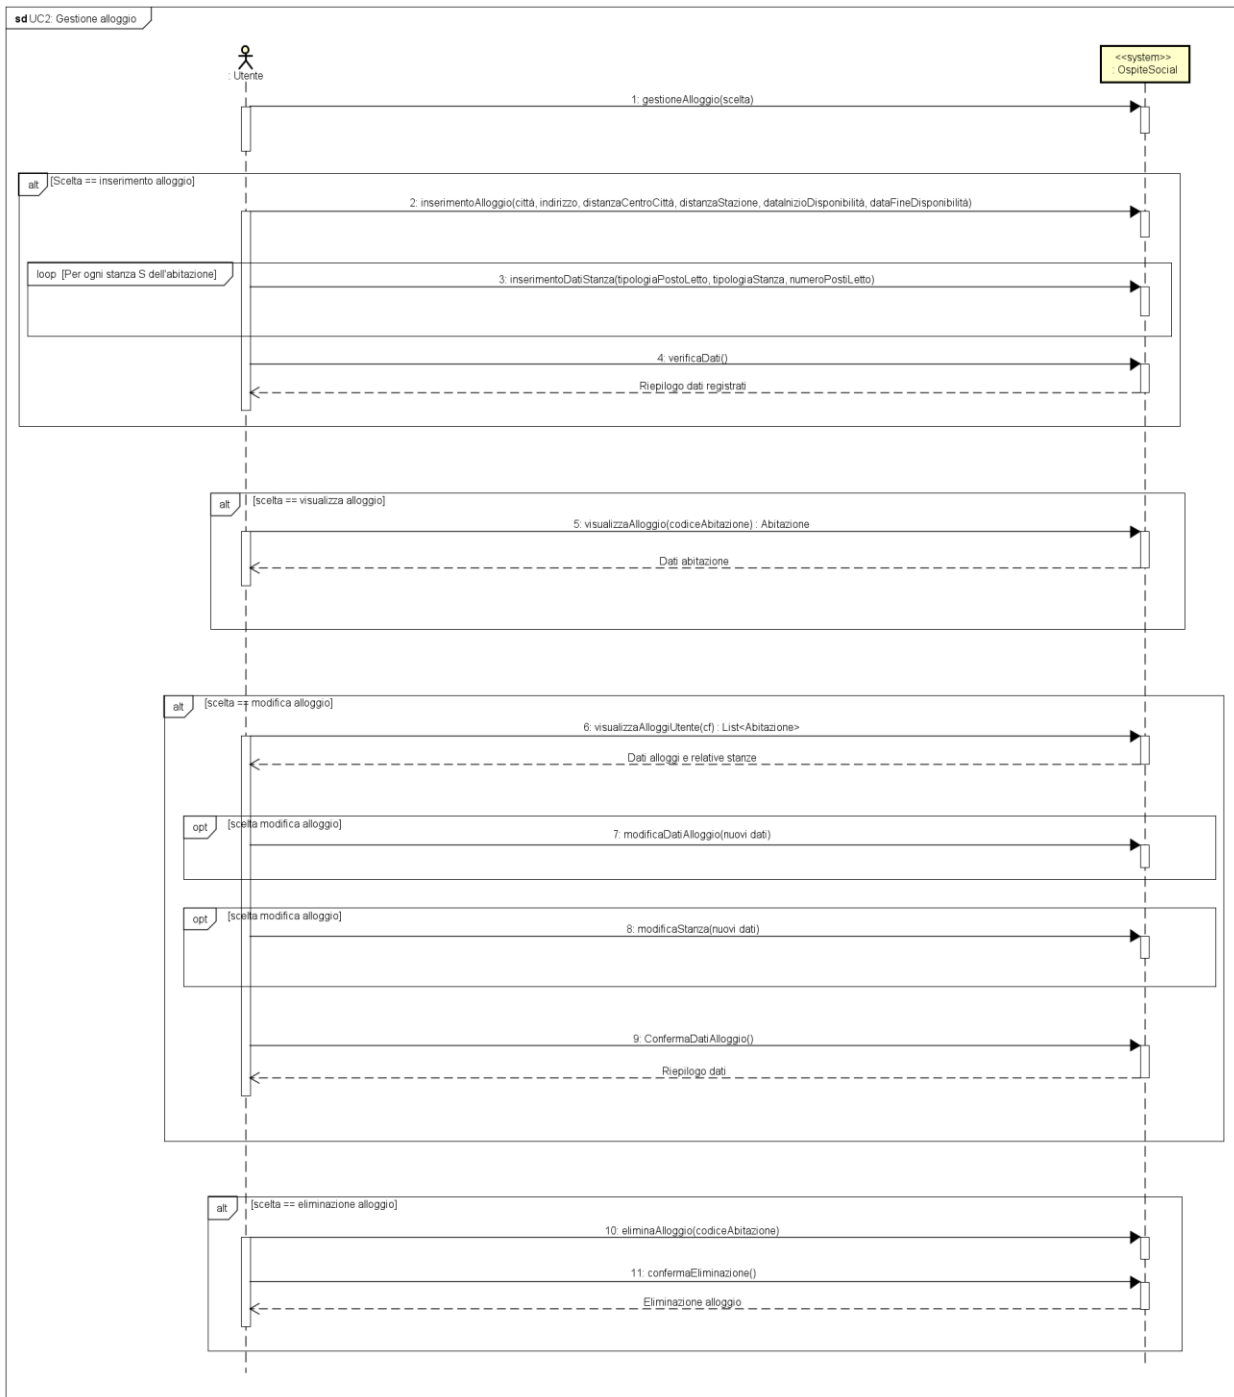 sd UC2: Gestione alloggio
: Utente
<<system>>
: OspiteSocial
1: gestioneAlloggio(scelta)
alt [Scelta == inserimento alloggio]
2: inserimentoAlloggio(città, indirizzo, distanzaCentroCittà, distanzaStazione, dataInizioDisponibilità, dataFineDisponibilità)
loop [Per ogni stanza S dell'abitazione]
3: inserimentoDatiStanza(tipologiaPostoLetto, tipologiaStanza, numeroPostiLetto)
4: verificaDati()
Riepilogo dati registrati
alt [scelta == visualizza alloggio]
5: visualizzaAlloggio(codiceAbitazione) : Abitazione
Dati abitazione
alt [scelta == modifica alloggio]
6: visualizzaAlloggiUtente(cf) : List<Abitazione>
Dati alloggi e relative stanze
opt [scelta modifica alloggio]
7: modificaDatiAlloggio(nuovi dati)
opt [scelta modifica alloggio]
8: modificaStanza(nuovi dati)
9: ConfermaDatiAlloggio()
Riepilogo dati
alt [scelta == eliminazione alloggio]
10: eliminaAlloggio(codiceAbitazione)
11: confermaEliminazione()
Eliminazione alloggio